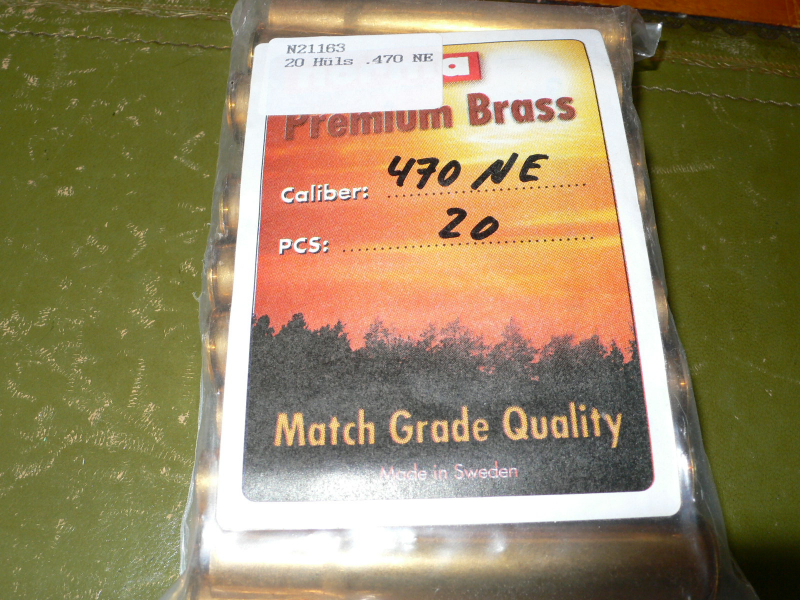 N21163
20 Hüls .470 NE
a
Premium Brass
Caliber: 470 NE
PCS: 20
Match Grade Quality
Made in Sweden